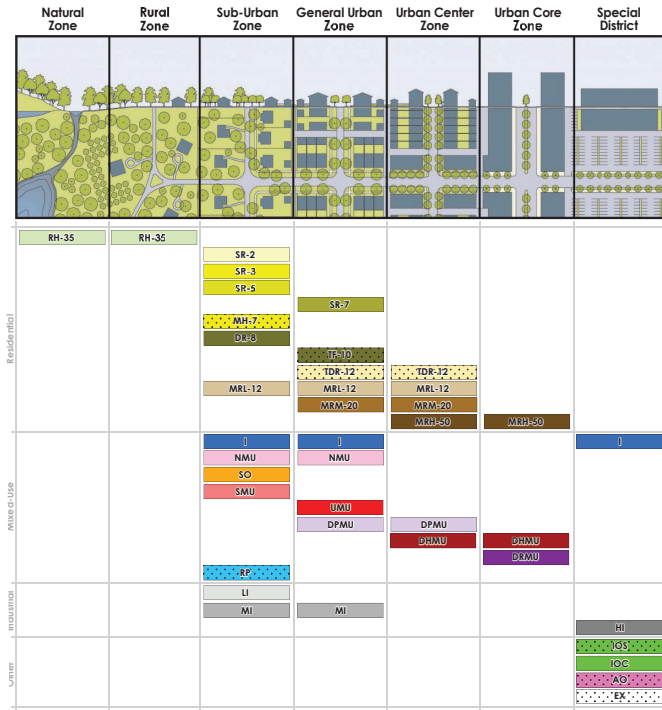 Natural Zone
Rural Zone
Sub-Urban Zone
General Urban Zone
Urban Center Zone
Urban Core Zone
Special District
Residential
RH-35
RH-35
SR-2
SR-3
SR-5
SR-7
MH-7
DR-8
TF-10
TDR-12
TDR-12
MRL-12
MRL-12
MRL-12
MRM-20
MRM-20
MRH-50
MRH-50
Mixed-Use
I
I
I
NMU
NMU
SO
SMU
UMU
DPMU
DPMU
DHMU
DHMU
DRMU
RP
Industrial
LI
MI
MI
HI
Other
IOS
IOC
AO
EX